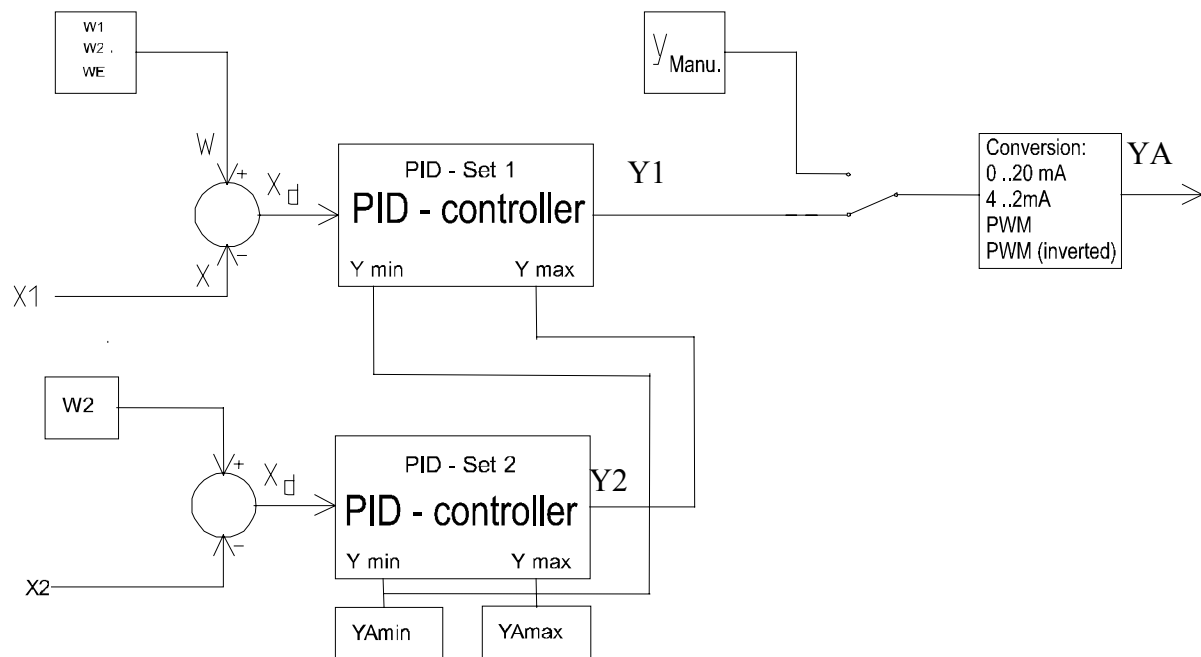 W1
W2 .
WE
y Manu.
W
+
X d
PID - Set 1
PID - controller
Y min
Y max
Y1
Conversion:
0 ..20 mA
4 ..2mA
PWM
PWM (inverted)
YA
X
−
X1
W2
+
X d
PID - Set 2
PID - controller
Y min
Y max
Y2
−
X2
YAmin
YAmax